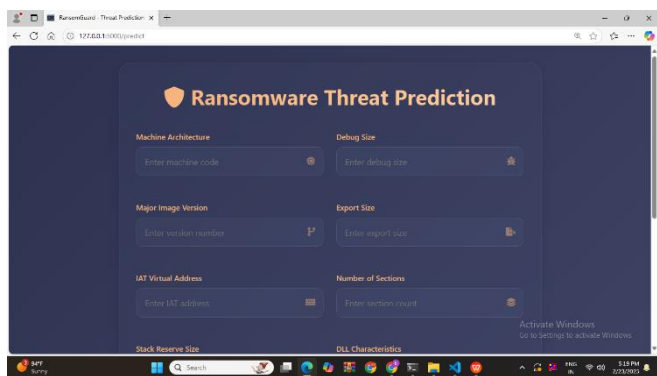 RansomGuard - Threat Prediction
127.0.0.1:5000/predict
Ransomware Threat Prediction
Machine Architecture
Debug Size
Enter machine code
Enter debug size
Major Image Version
Export Size
Enter version number
Enter export size
IAT Virtual Address
Number of Sections
Enter IAT address
Enter section count
Activate Windows
Go to Settings to activate Windows.
Stack Reserve Size
DLL Characteristics
94°F
Sunny
Search
ENG
IN
5:19 PM
2/23/2025